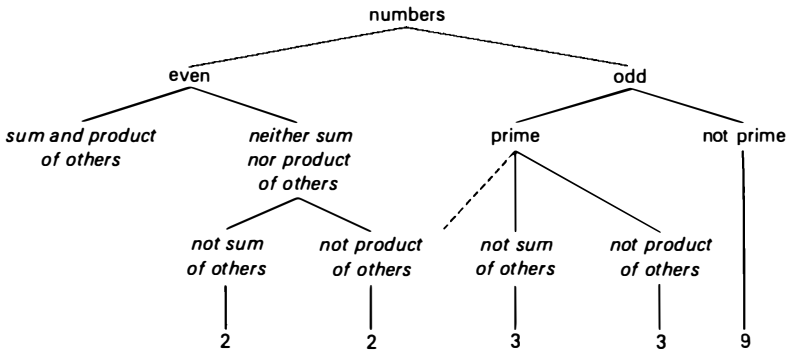 numbers
even
odd
sum and product
of others
neither sum
nor product
of others
prime
not prime
not sum
of others
not product
of others
not sum
of others
not product
of others
2
2
3
3
9